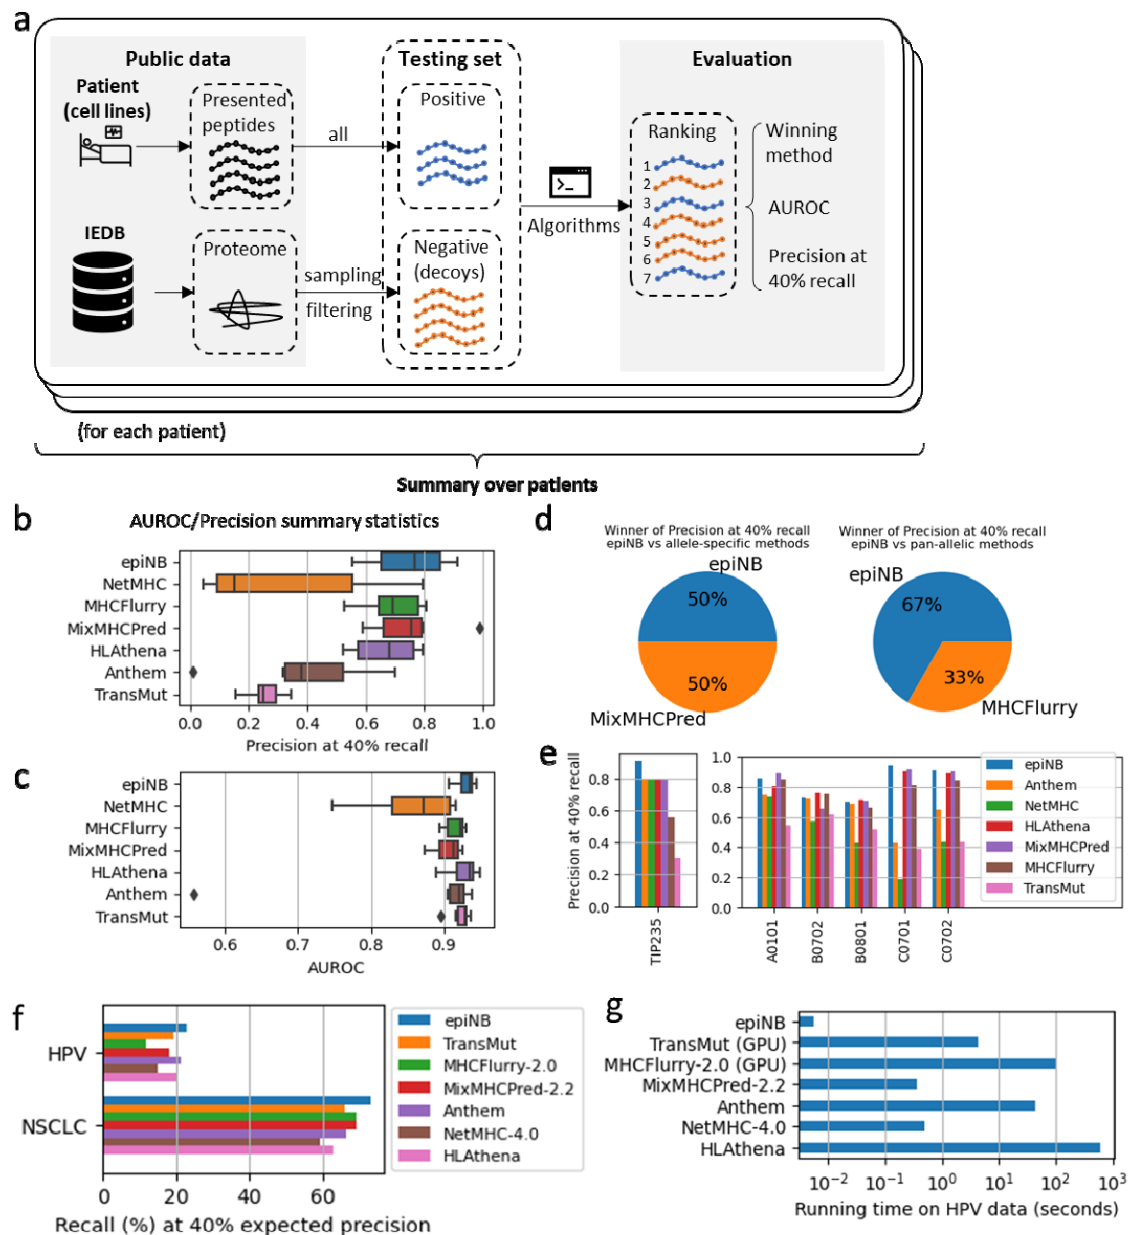 a
Public data
Testing set
Evaluation
Patient
(cell lines)
Presented
peptides
all
Positive
Ranking
1
2
3
4
5
6
7
Winning
method
AUROC
Precision at
40% recall
Algorithms
IEDB
Proteome
sampling
filtering
Negative
(decoys)
(for each patient)
Summary over patients
b
AUROC/Precision summary statistics
epiNB
NetMHC
MHCFlurry
MixMHCPred
HLAthena
Anthem
TransMut
0.0
0.2
0.4
0.6
0.8
1.0
Precision at 40% recall
c
epiNB
NetMHC
MHCFlurry
MixMHCPred
HLAthena
Anthem
TransMut
0.6
0.7
0.8
0.9
AUROC
d
Winner of Precision at 40% recall
epiNB vs allele-specific methods
epiNB
50%
50%
MixMHCPred
Winner of Precision at 40% recall
epiNB vs pan-allelic methods
epiNB
67%
33%
MHCFlurry
e
Precision at 40% recall
0.8
0.6
0.4
0.2
0.0
TIP235
1.0
0.8
0.6
0.4
0.2
0.0
A0101
B0702
B0801
C0701
C0702
epiNB
Anthem
NetMHC
HLAthena
MixMHCPred
MHCFlurry
TransMut
f
HPV
NSCLC
0
20
40
60
Recall (%) at 40% expected precision
epiNB
TransMut
MHCFlurry-2.0
MixMHCPred-2.2
Anthem
NetMHC-4.0
HLAthena
g
epiNB
TransMut (GPU)
MHCFlurry-2.0 (GPU)
MixMHCPred-2.2
Anthem
NetMHC-4.0
HLAthena
10⁻²
10⁻¹
10⁰
10¹
10²
10³
Running time on HPV data (seconds)